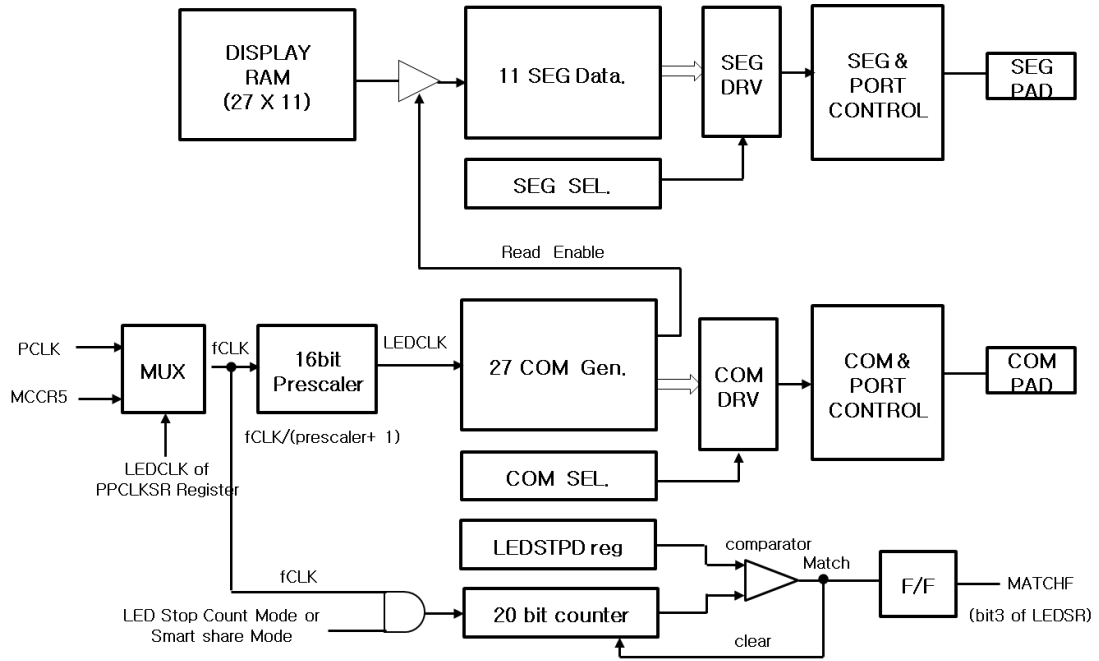 DISPLAY
RAM
(27 X 11)
11 SEG Data.
SEG
DRV
SEG &
PORT
CONTROL
SEG
PAD
SEG SEL.
Read Enable
PCLK
MCCR5
MUX
fCLK
16bit
Prescaler
LEDCLK
27 COM Gen.
COM
DRV
COM &
PORT
CONTROL
COM
PAD
fCLK/(prescaler+ 1)
LEDCLK of
PPCLKSR Register
COM SEL.
LEDSTPD reg
comparator
Match
F/F
MATCHF
(bit3 of LEDSR)
fCLK
LED Stop Count Mode or
Smart share Mode
20 bit counter
clear